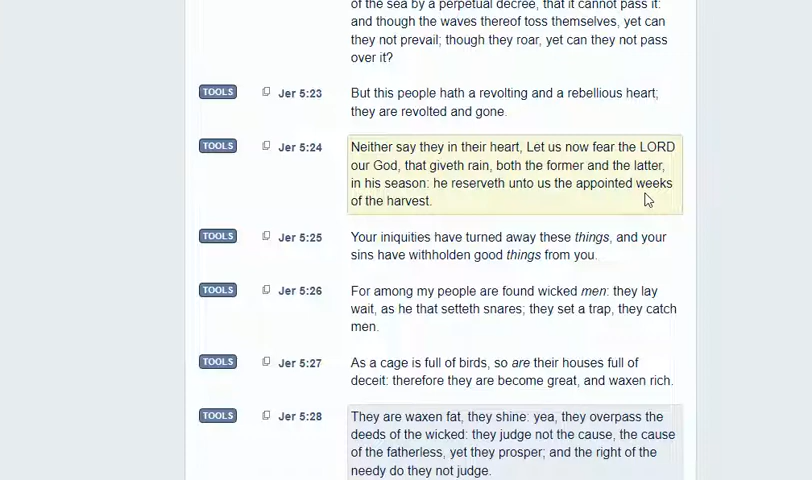 of the sea by a perpetual decree, that it cannot pass it:
and though the waves thereof toss themselves, yet can
they not prevail; though they roar, yet can they not pass
over it?
TOOLS Jer 5:23 But this people hath a revolting and a rebellious heart;
they are revolted and gone.
TOOLS Jer 5:24 Neither say they in their heart, Let us now fear the LORD
our God, that giveth rain, both the former and the latter,
in his season: he reserveth unto us the appointed weeks
of the harvest.
TOOLS Jer 5:25 Your iniquities have turned away these things, and your
sins have withholden good things from you.
TOOLS Jer 5:26 For among my people are found wicked men: they lay
wait, as he that setteth snares; they set a trap, they catch
men.
TOOLS Jer 5:27 As a cage is full of birds, so are their houses full of
deceit: therefore they are become great, and waxen rich.
TOOLS Jer 5:28 They are waxen fat, they shine: yea, they overpass the
deeds of the wicked: they judge not the cause, the cause
of the fatherless, yet they prosper; and the right of the
needy do they not judge.